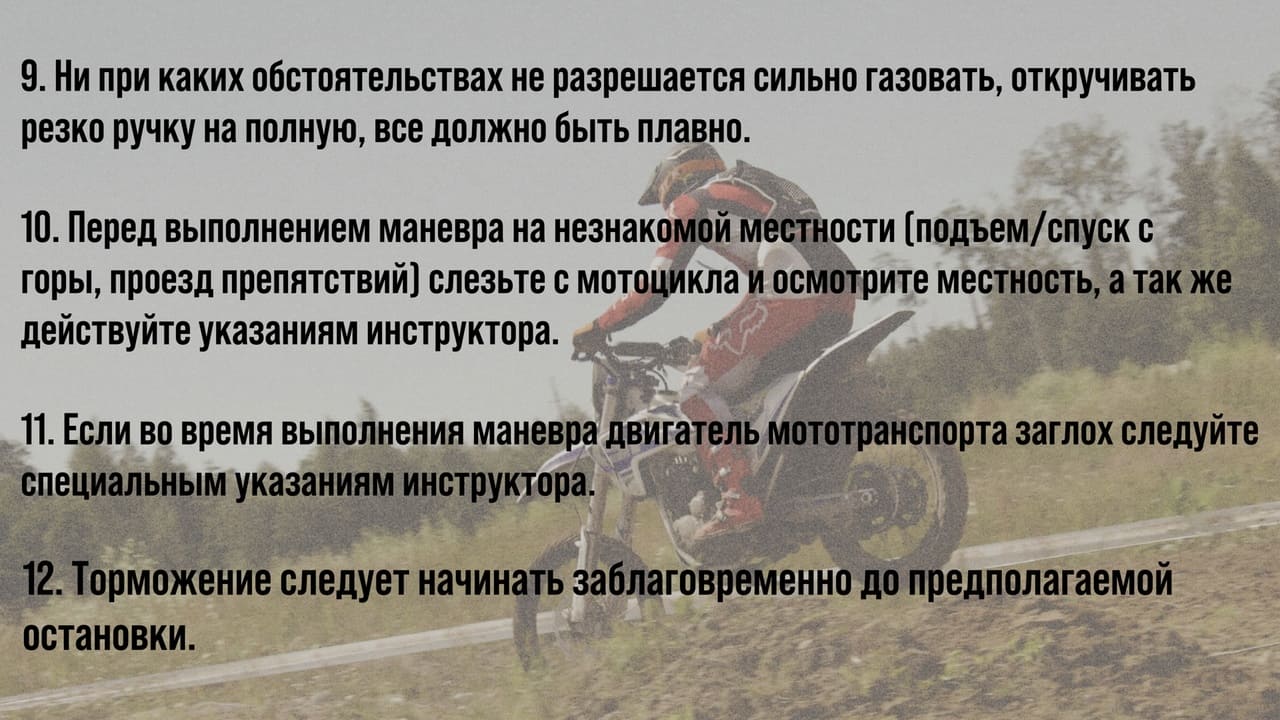 9. Ни при каких обстоятельствах не разрешается сильно газовать, откручивать
резко ручку на полную, все должно быть плавно.
10. Перед выполнением маневра на незнакомой местности (подъем/спуск с
горы, проезд препятствий) слезьте с мотоцикла и осмотрите местность, а так же
действуйте указаниям инструктора.
11. Если во время выполнения маневра двигатель мототранспорта заглох следуйте
специальным указаниям инструктора.
12. Торможение следует начинать заблаговременно до предполагаемой
остановки.